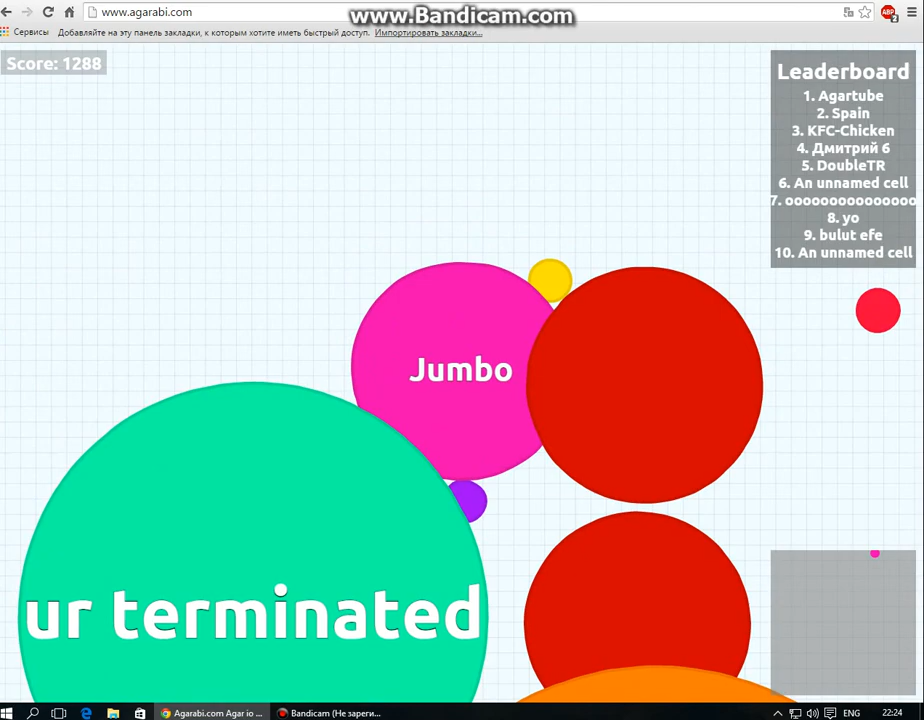 www.agarabi.com
www.Bandicam.com
Сервисы
Добавляйте на эту панель закладки, к которым хотите иметь быстрый доступ. Импортировать закладки...
Score: 1288
Leaderboard
1. Agartube
2. Spain
3. KFC-Chicken
4. Дмитрий 6
5. DoubleTR
6. An unnamed cell
7. ooooooooooooooo
8. yo
9. bulut efe
10. An unnamed cell
Jumbo
ur terminated
Agarabi.com Agar io ...
Bandicam (Не зареги...
ENG
22:24